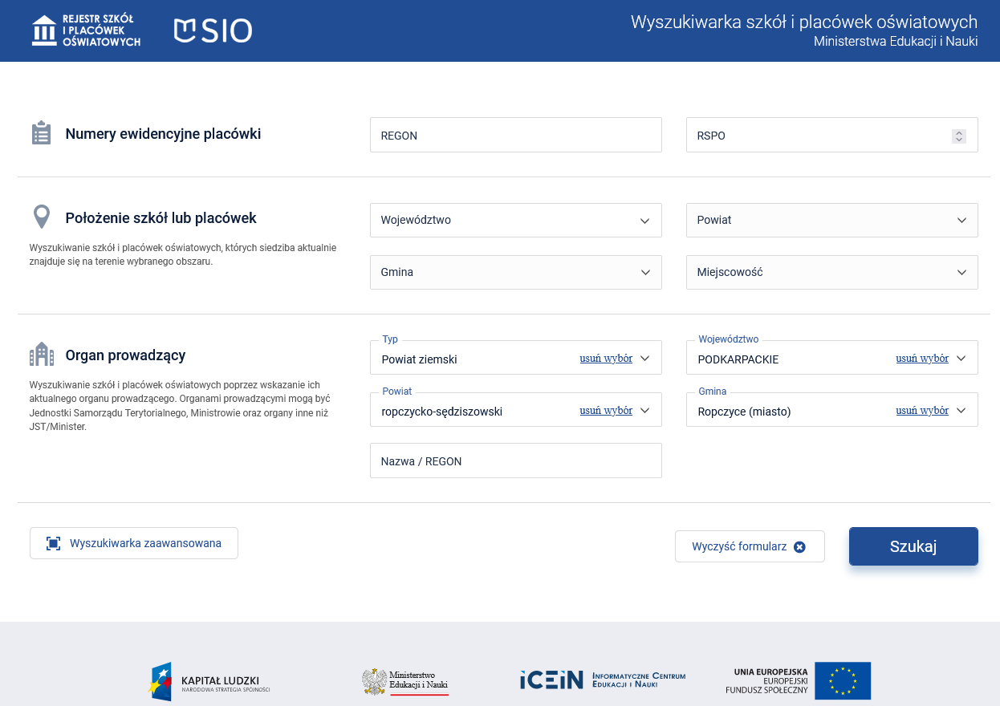 REJESTR SZKÓŁ
I PLACÓWEK
OŚWIATOWYCH
SIO
Wyszukiwarka szkół i placówek oświatowych
Ministerstwa Edukacji i Nauki
Numery ewidencyjne placówki
REGON
RSPO
Położenie szkół lub placówek
Wyszukiwanie szkół i placówek oświatowych, których siedziba aktualnie
znajduje się na terenie wybranego obszaru.
Województwo
Powiat
Gmina
Miejscowość
Organ prowadzący
Wyszukiwanie szkół i placówek oświatowych poprzez wskazanie ich
aktualnego organu prowadzącego. Organami prowadzącymi mogą być
Jednostki Samorządu Terytorialnego, Ministrowie oraz organy inne niż
JST/Minister.
Typ
Powiat ziemski usuń wybór
Województwo
PODKARPACKIE usuń wybór
Powiat
ropczycko-sędziszowski usuń wybór
Gmina
Ropczyce (miasto) usuń wybór
Nazwa / REGON
Wyszukiwarka zaawansowana
Wyczyść formularz
Szukaj
KAPITAŁ LUDZKI
NARODOWA STRATEGIA SPÓJNOŚCI
Ministerstwo
Edukacji i Nauki
iCEiN
Informatyczne Centrum
Edukacji i Nauki
UNIA EUROPEJSKA
EUROPEJSKI
FUNDUSZ SPOŁECZNY